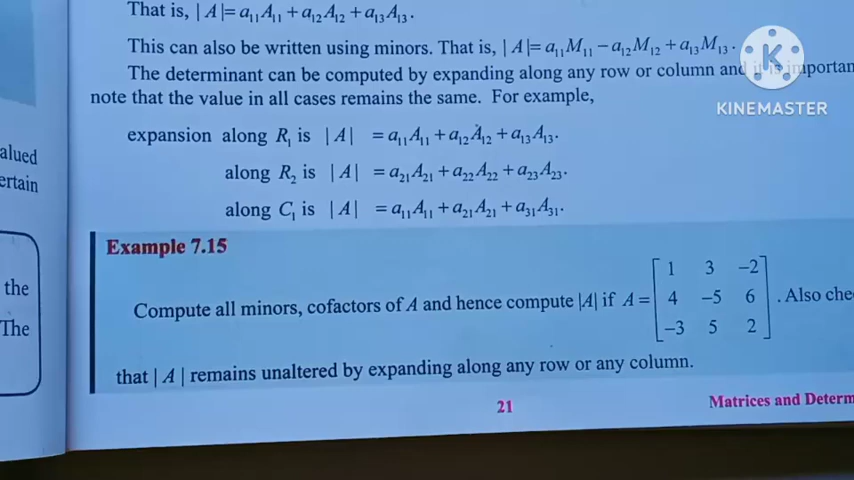 That is, | A |= a₁₁A₁₁ + a₁₂A₁₂ + a₁₃A₁₃.
This can also be written using minors. That is, | A |= a₁₁M₁₁ − a₁₂M₁₂ + a₁₃M₁₃.
The determinant can be computed by expanding along any row or column and it is importan
note that the value in all cases remains the same. For example,
expansion along R₁ is | A | = a₁₁A₁₁ + a₁₂A₁₂ + a₁₃A₁₃.
along R₂ is | A | = a₂₁A₂₁ + a₂₂A₂₂ + a₂₃A₂₃.
along C₁ is | A | = a₁₁A₁₁ + a₂₁A₂₁ + a₃₁A₃₁.
Example 7.15
1 3 −2
Compute all minors, cofactors of A and hence compute |A| if A = 4 −5 6 . Also che
−3 5 2
that | A | remains unaltered by expanding along any row or any column.
21
Matrices and Determ
alued
ertain
the
The
KINEMASTER